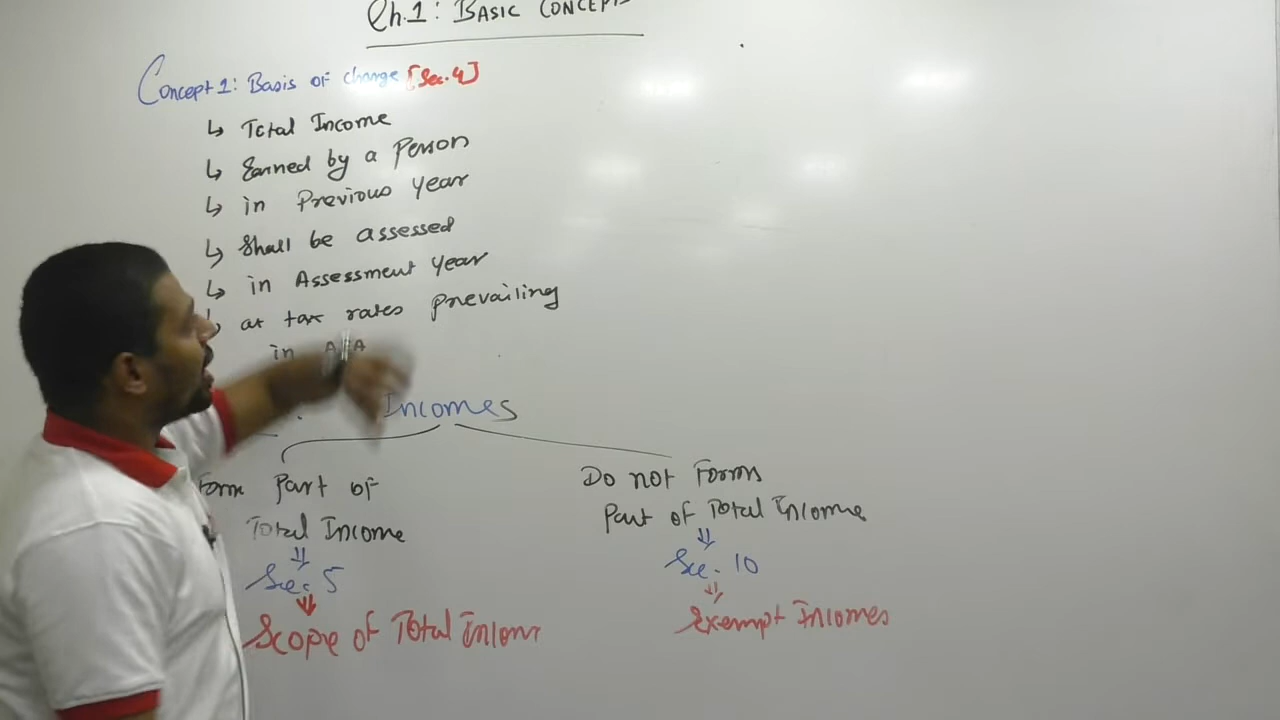 Ch.1: BASIC CONCEPTS
Concept 1: Basis of charge [Sec.4]
↳ Total Income
↳ Earned by a Person
↳ in Previous year
↳ Shall be assessed
↳ in Assessment year
↳ at tax rates prevailing
in A
Incomes
Form Part of
Total Income
Do not Forms
Part of Total Income
Sec. 5
Sec. 10
Scope of Total Incom
Exempt Incomes